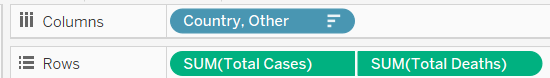 Columns Country, Other
Rows SUM(Total Cases) SUM(Total Deaths)